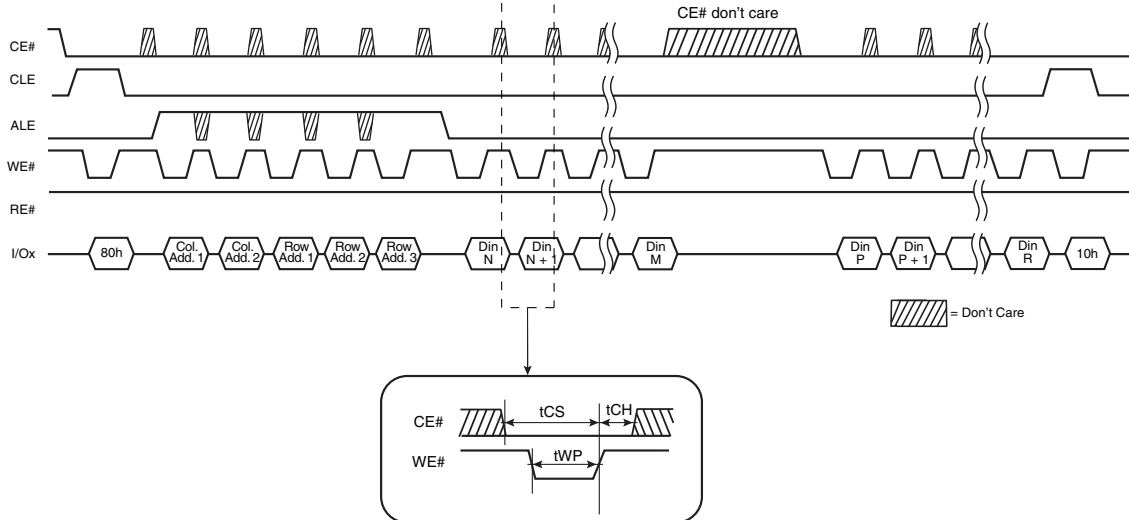 CE# don't care
CE#
CLE
ALE
WE#
RE#
I/Ox
80h
Col.
Add. 1
Col.
Add. 2
Row
Add. 1
Row
Add. 2
Row
Add. 3
Din
N
Din
N + 1
Din
M
Din
P
Din
P + 1
Din
R
10h
= Don't Care
CE#
tCS
tCH
WE#
tWP